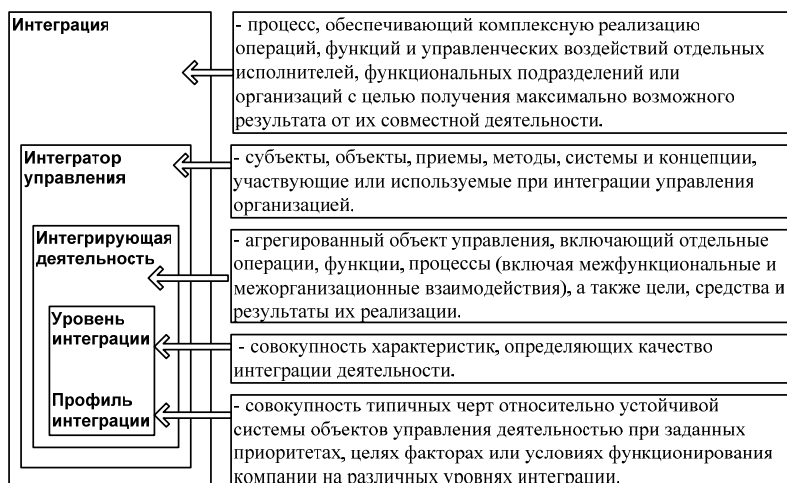 Интеграция
- процесс, обеспечивающий комплексную реализацию
операций, функций и управленческих воздействий отдельных
исполнителей, функциональных подразделений или
организаций с целью получения максимально возможного
результата от их совместной деятельности.
Интегратор
управления
- субъекты, объекты, приемы, методы, системы и концепции,
участвующие или используемые при интеграции управления
организацией.
Интегрирующая
деятельность
- агрегированный объект управления, включающий отдельные
операции, функции, процессы (включая межфункциональные и
межорганизационные взаимодействия), а также цели, средства и
результаты их реализации.
Уровень
интеграции
- совокупность характеристик, определяющих качество
интеграции деятельности.
Профиль
интеграции
- совокупность типичных черт относительно устойчивой
системы объектов управления деятельностью при заданных
приоритетах, целях факторах или условиях функционирования
компании на различных уровнях интеграции.